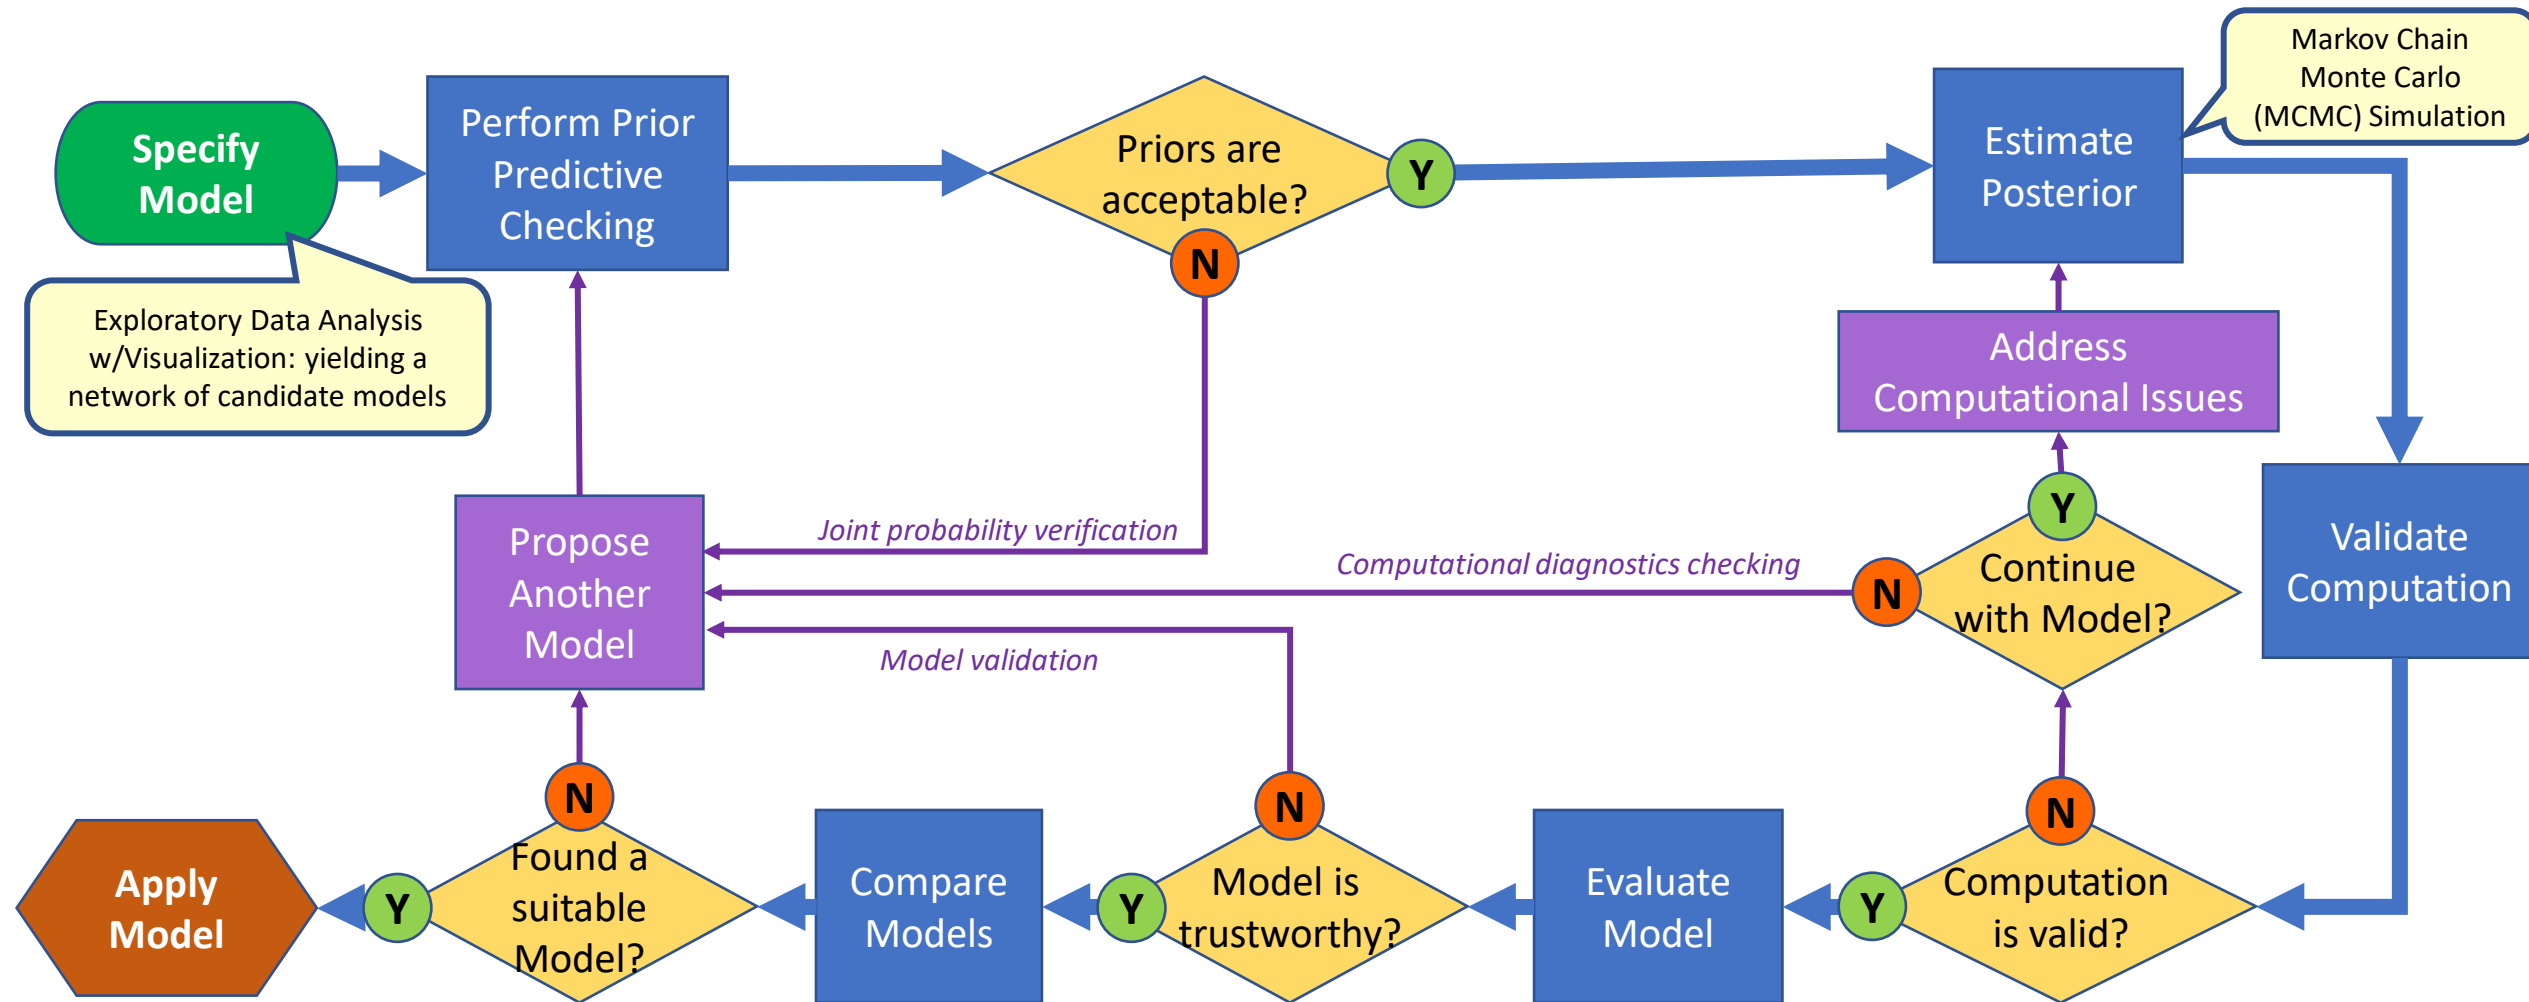 Specify
Model
Perform Prior
Predictive
Checking
Priors are
acceptable?
Y
N
Estimate
Posterior
Markov Chain
Monte Carlo
(MCMC) Simulation
Exploratory Data Analysis
w/Visualization: yielding a
network of candidate models
Address
Computational Issues
Y
Continue
with Model?
N
Validate
Computation
Propose
Another
Model
Joint probability verification
Computational diagnostics checking
Model validation
N
Found a
suitable
Model?
Y
Apply
Model
Compare
Models
N
Model is
trustworthy?
Y
Evaluate
Model
N
Computation
is valid?
Y